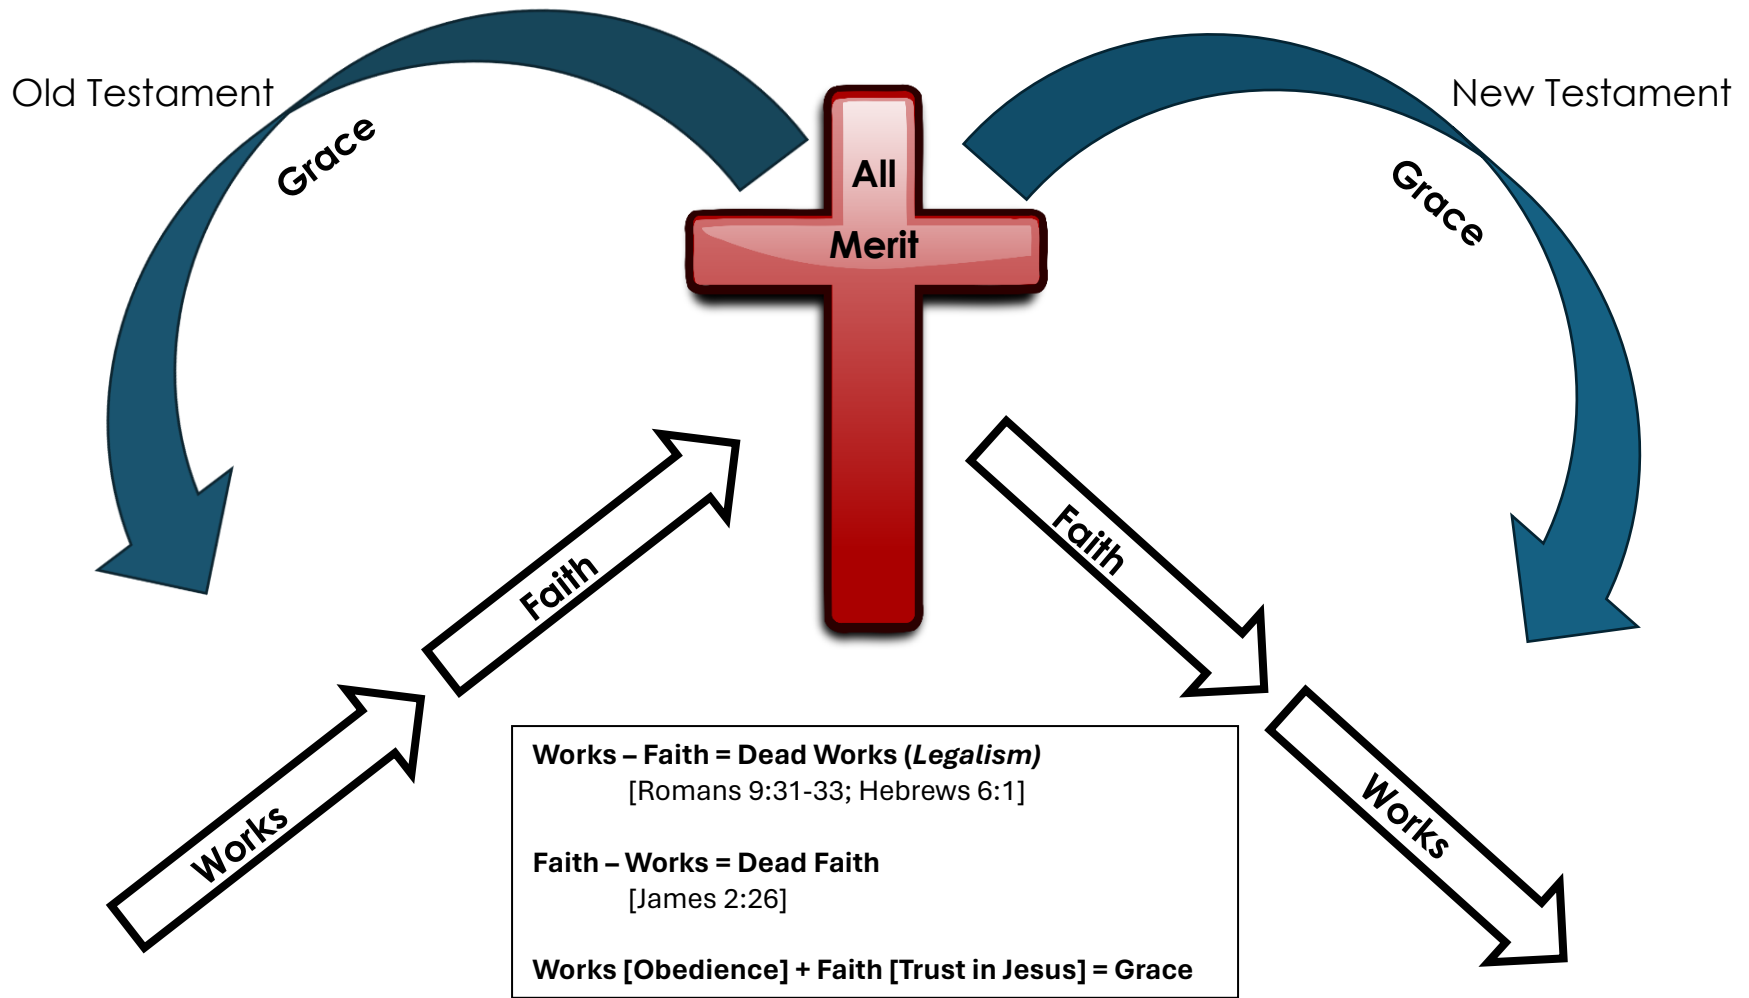 Old Testament
New Testament
Grace
Grace
All
Merit
Faith
Faith
Works
Works
Works – Faith = Dead Works (Legalism)
[Romans 9:31-33; Hebrews 6:1]
Faith – Works = Dead Faith
[James 2:26]
Works [Obedience] + Faith [Trust in Jesus] = Grace